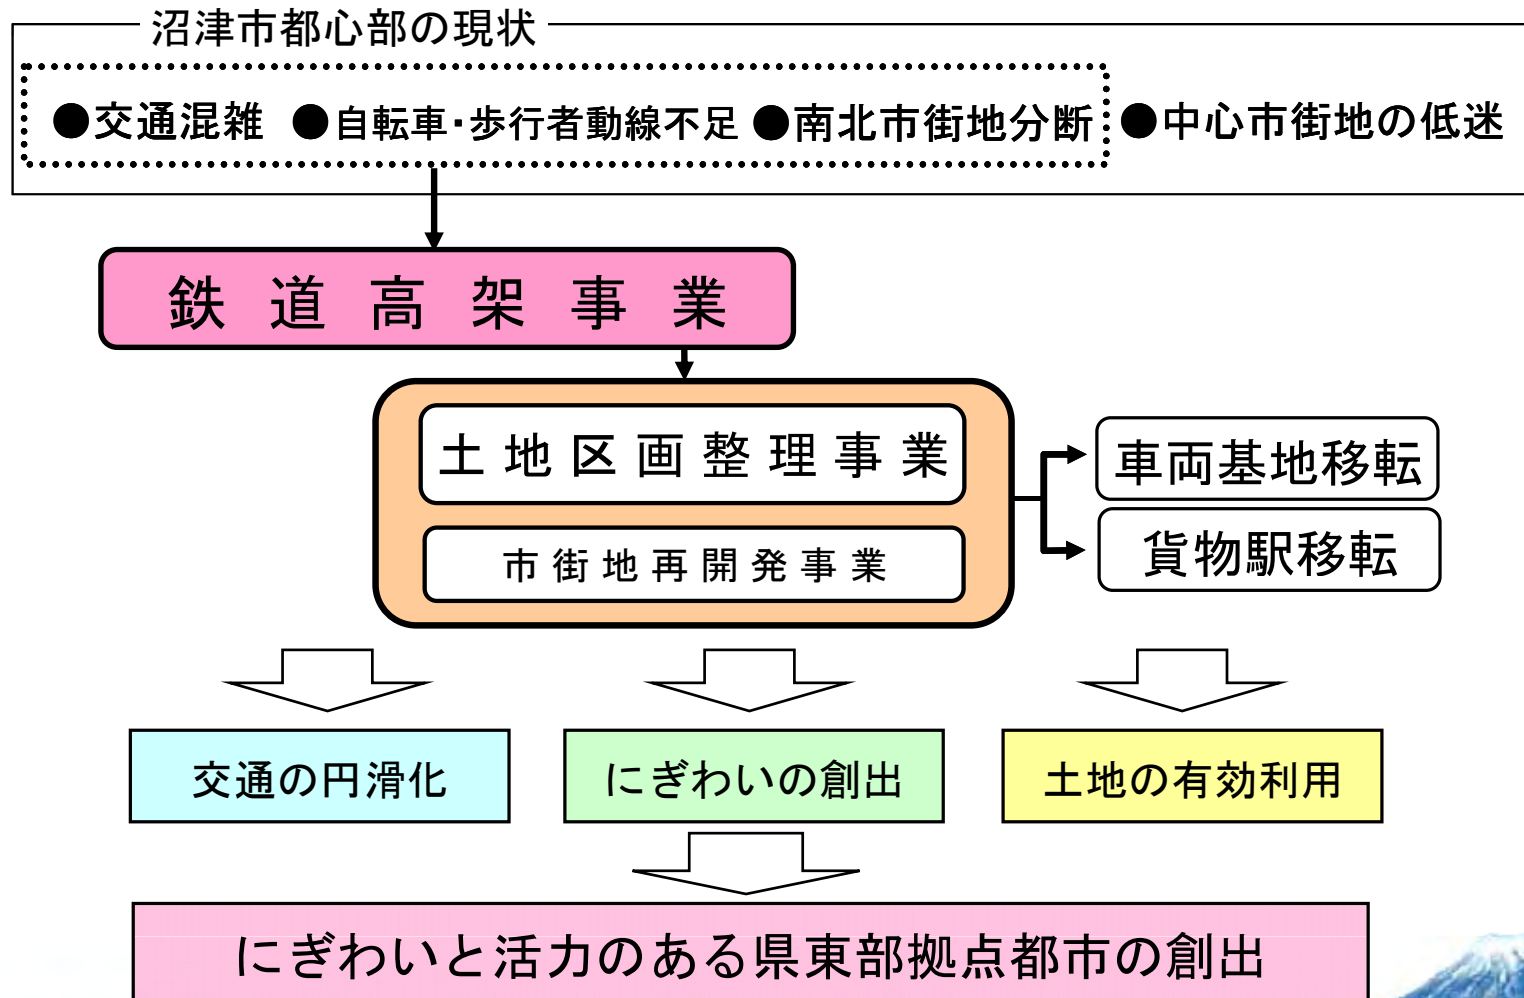 沼津市都心部の現状
●交通混雑 ●自転車・歩行者動線不足 ●南北市街地分断 ●中心市街地の低迷
鉄道高架事業
土地区画整理事業
市街地再開発事業
車両基地移転
貨物駅移転
交通の円滑化
にぎわいの創出
土地の有効利用
にぎわいと活力のある県東部拠点都市の創出